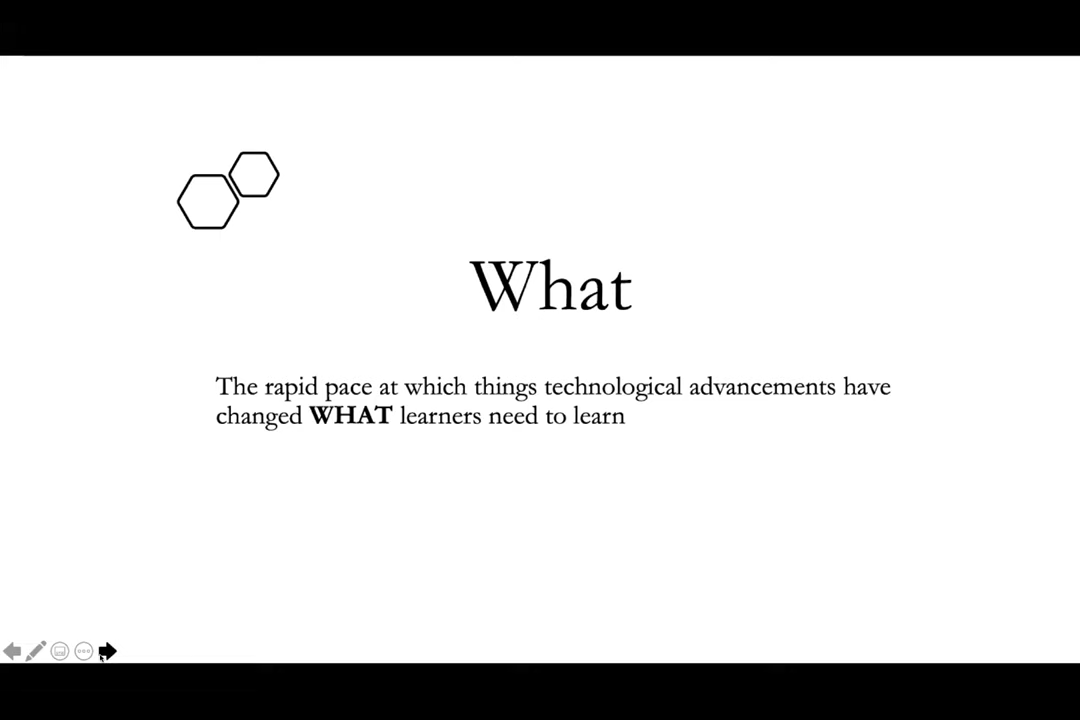 What
The rapid pace at which things technological advancements have
changed WHAT learners need to learn